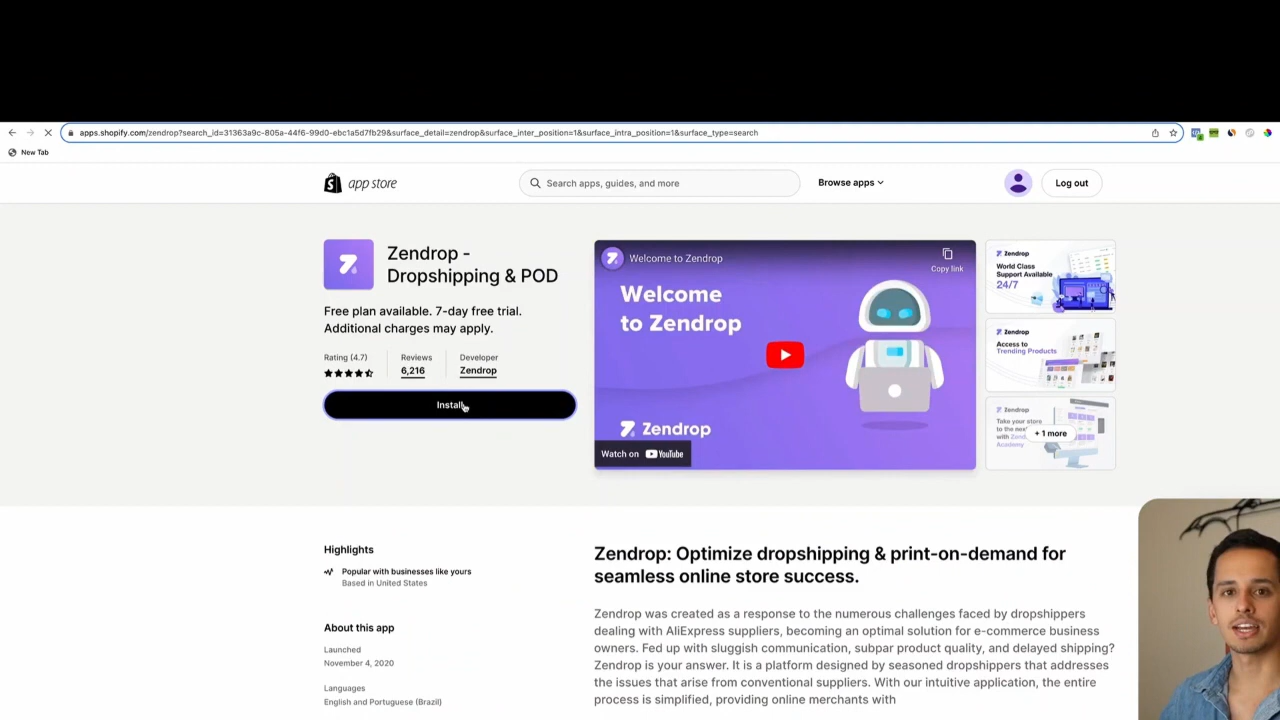 apps.shopify.com/zendrop?search_id=31363a9c-805a-44f6-99d0-ebc1a5d7fb29&surface_detail=zendrop&surface_inter_position=1&surface_intra_position=1&surface_type=search
New Tab
app store
Search apps, guides, and more
Browse apps
Log out
Zendrop -
Dropshipping & POD
Free plan available. 7-day free trial.
Additional charges may apply.
Rating (4.7)
Reviews
6,216
Developer
Zendrop
Install
Welcome to Zendrop
Copy link
Welcome
to Zendrop
Zendrop
Watch on YouTube
Zendrop
World Class
Support Available
24/7
Zendrop
Access to
Trending Products
Zendrop
Take your store
to the next
with Zend
Academy
+ 1 more
Highlights
Popular with businesses like yours
Based in United States
About this app
Launched
November 4, 2020
Languages
English and Portuguese (Brazil)
Zendrop: Optimize dropshipping & print-on-demand for
seamless online store success.
Zendrop was created as a response to the numerous challenges faced by dropshippers
dealing with AliExpress suppliers, becoming an optimal solution for e-commerce business
owners. Fed up with sluggish communication, subpar product quality, and delayed shipping?
Zendrop is your answer. It is a platform designed by seasoned dropshippers that addresses
the issues that arise from conventional suppliers. With our intuitive application, the entire
process is simplified, providing online merchants with